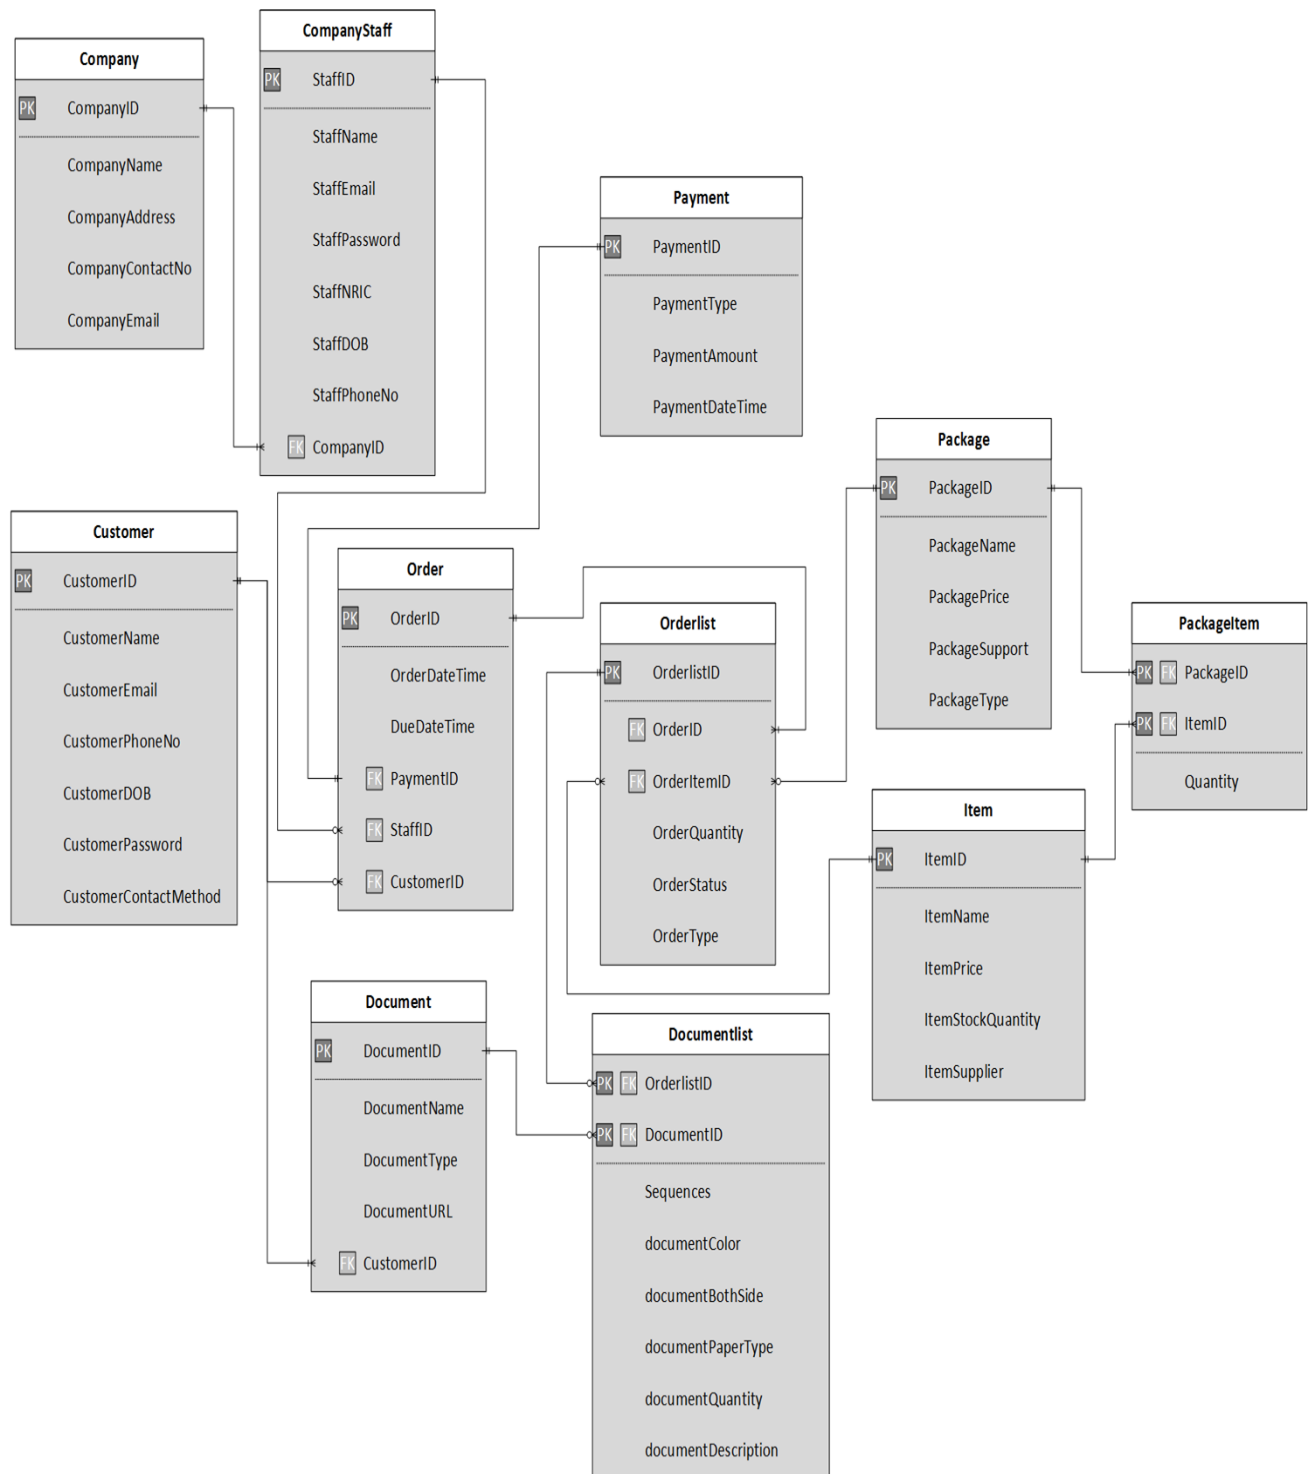 Company
PK CompanyID
CompanyName
CompanyAddress
CompanyContactNo
CompanyEmail
CompanyStaff
PK StaffID
StaffName
StaffEmail
StaffPassword
StaffNRIC
StaffDOB
StaffPhoneNo
FK CompanyID
Payment
PK PaymentID
PaymentType
PaymentAmount
PaymentDateTime
Package
PK PackageID
PackageName
PackagePrice
PackageSupport
PackageType
PackageItem
PK FK PackageID
PK FK ItemID
Quantity
Customer
PK CustomerID
CustomerName
CustomerEmail
CustomerPhoneNo
CustomerDOB
CustomerPassword
CustomerContactMethod
Order
PK OrderID
OrderDateTime
DueDateTime
FK PaymentID
FK StaffID
FK CustomerID
Orderlist
PK OrderlistID
FK OrderID
FK OrderItemID
OrderQuantity
OrderStatus
OrderType
Item
PK ItemID
ItemName
ItemPrice
ItemStockQuantity
ItemSupplier
Document
PK DocumentID
DocumentName
DocumentType
DocumentURL
FK CustomerID
Documentlist
PK FK OrderlistID
PK FK DocumentID
Sequences
documentColor
documentBothSide
documentPaperType
documentQuantity
documentDescription